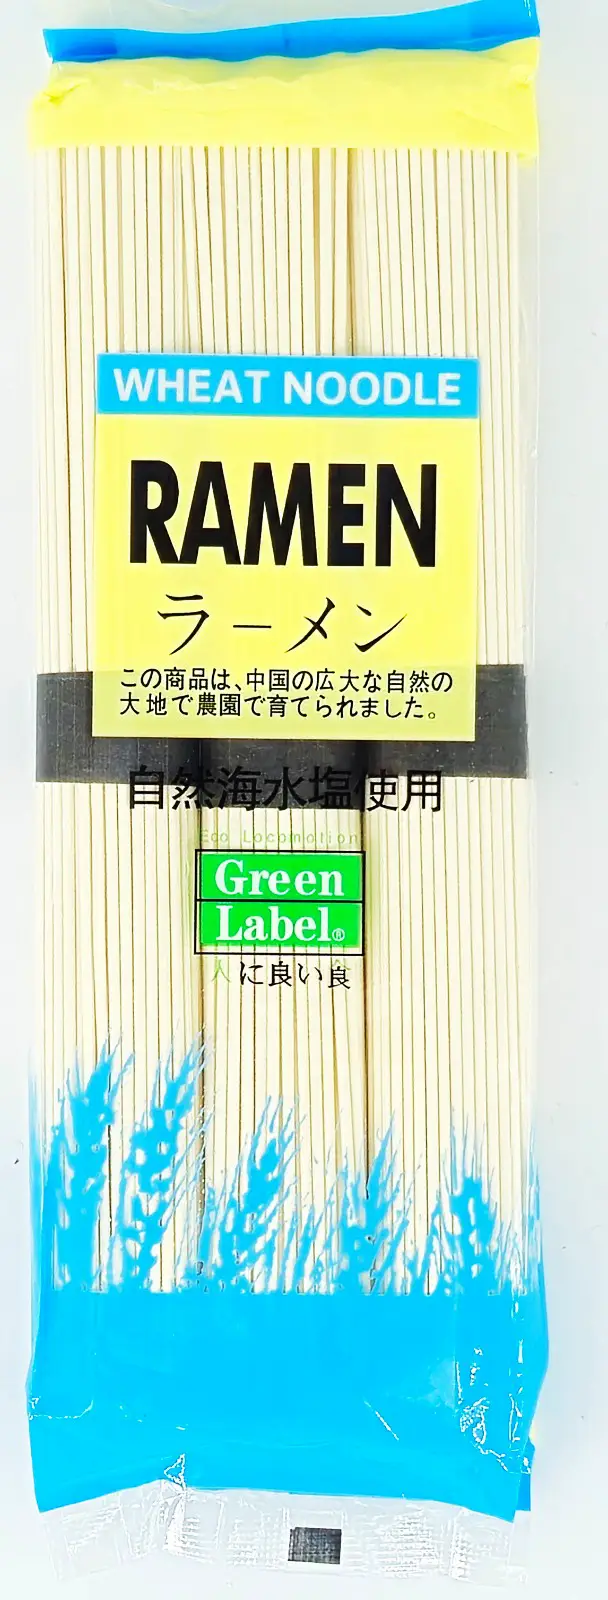 WHEAT NOODLE
RAMEN
ラーメン
この商品は、中国の広大な自然の
大地で農園で育てられました。
自然海水塩使用
Eco Locomotion
Green
Label®
人に良い食